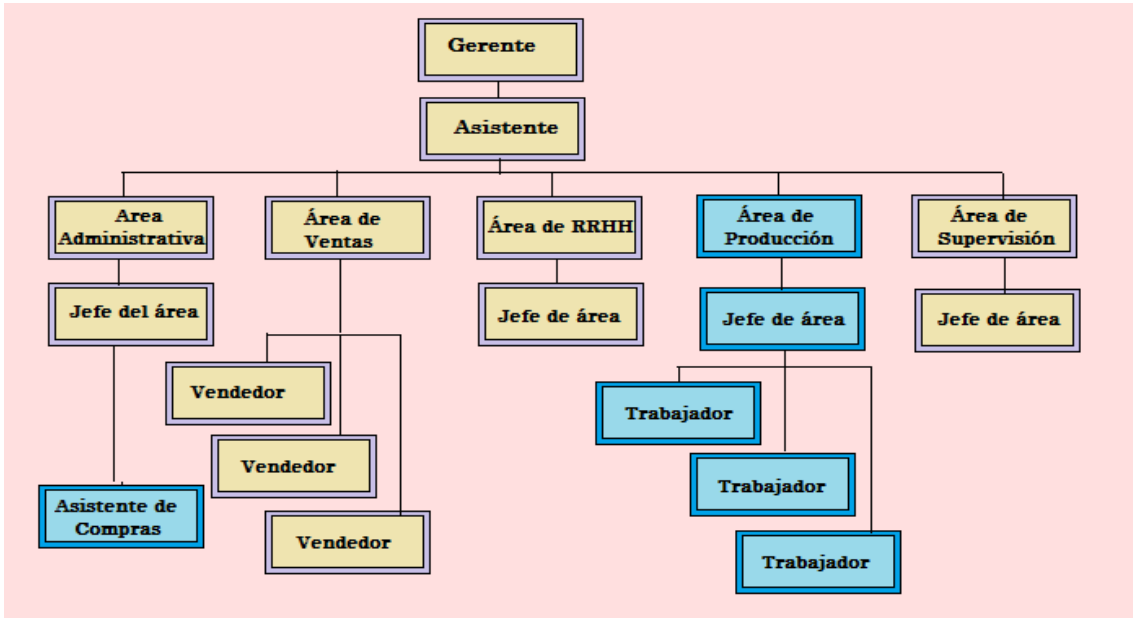 Gerente
Asistente
Area
Administrativa
Área de
Ventas
Área de RRHH
Área de
Producción
Área de
Supervisión
Jefe del área
Jefe de área
Jefe de área
Jefe de área
Vendedor
Trabajador
Vendedor
Trabajador
Asistente de
Compras
Vendedor
Trabajador